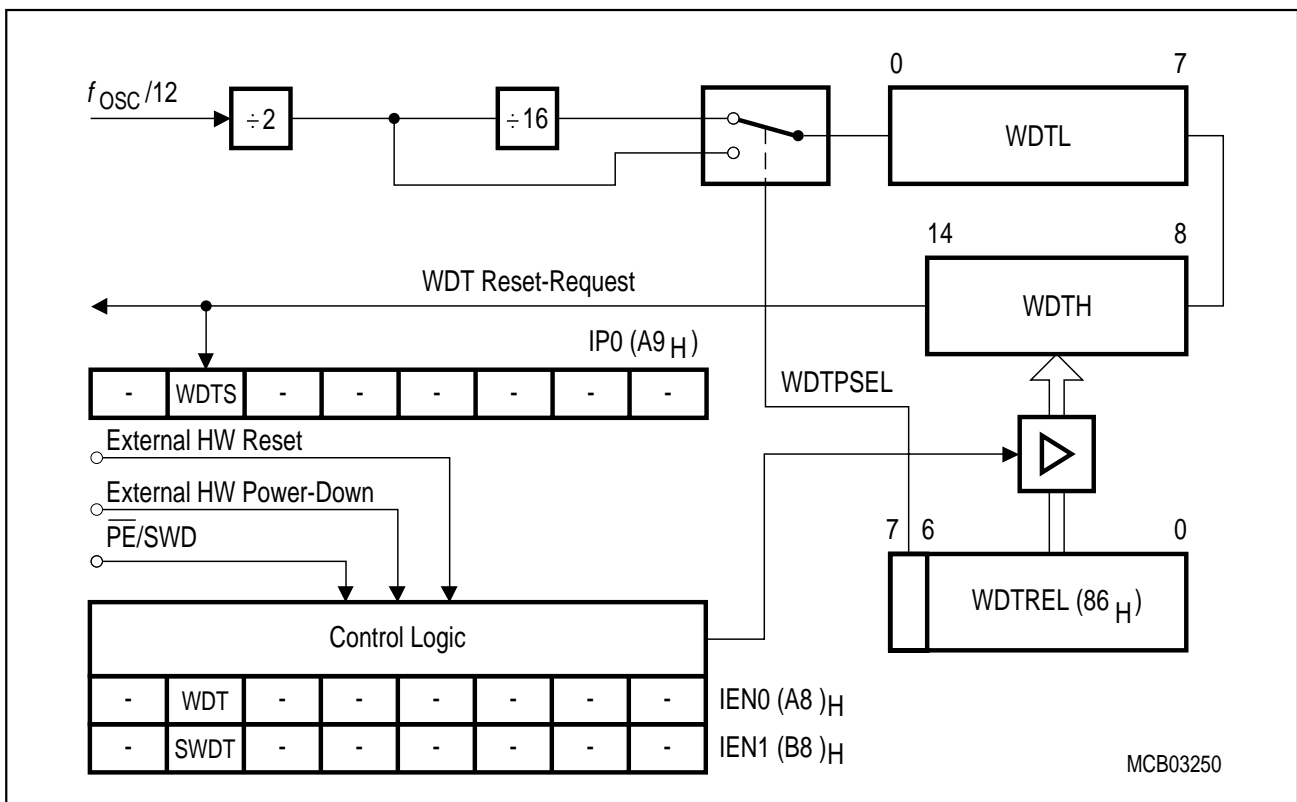 0 7
f OSC /12
÷2 ÷16
WDTL
14 8
WDT Reset-Request
WDTH
IP0 (A9 H )
- WDTS - - - - - -
WDTPSEL
External HW Reset
External HW Power-Down
PE/SWD
7 6 0
WDTREL (86 H )
Control Logic
- WDT - - - - - -
IEN0 (A8 )H
- SWDT - - - - - -
IEN1 (B8 )H
MCB03250